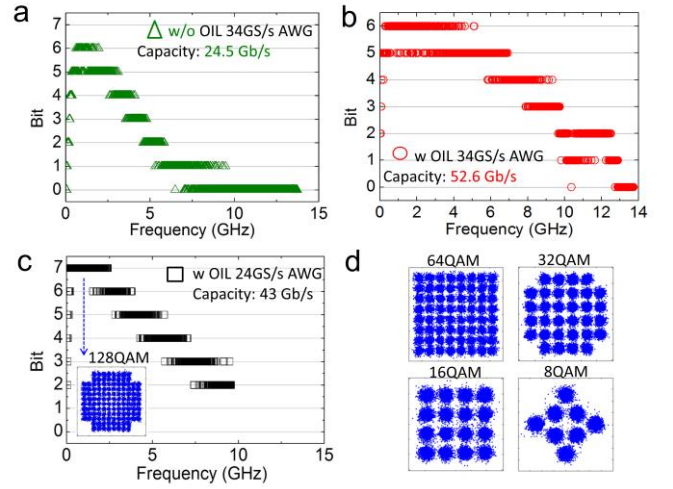 a
△ w/o OIL 34GS/s AWG
Capacity: 24.5 Gb/s
Bit
6
5
4
3
2
1
0
0 5 10 15
Frequency (GHz)
b
Bit
6
5
4
3
2
1
0
○ w OIL 34GS/s AWG
Capacity: 52.6 Gb/s
0 2 4 6 8 10 12 14
Frequency (GHz)
c
□ w OIL 24GS/s AWG
Capacity: 43 Gb/s
Bit
7
6
5
4
3
2
1
0
128QAM
0 5 10 15
Frequency (GHz)
d
64QAM 32QAM
16QAM 8QAM